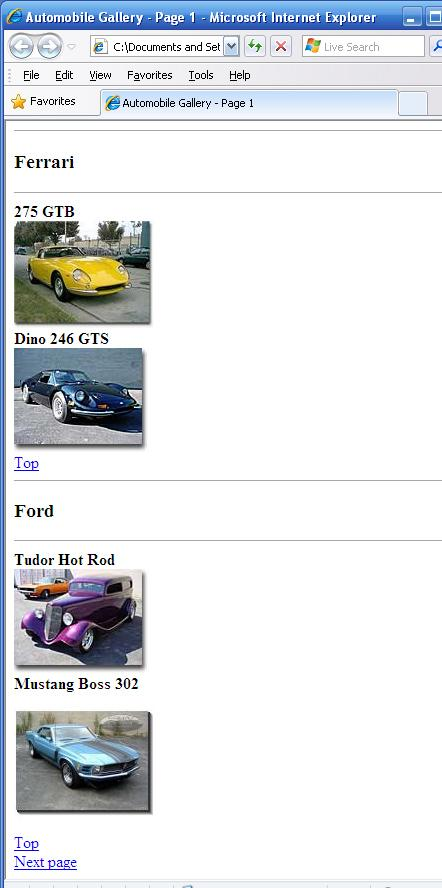 Automobile Gallery - Page 1 - Microsoft Internet Explorer
C:\Documents and Set
Live Search
File Edit View Favorites Tools Help
Favorites
Automobile Gallery - Page 1
Ferrari
275 GTB
Dino 246 GTS
Top
Ford
Tudor Hot Rod
Mustang Boss 302
Top
Next page